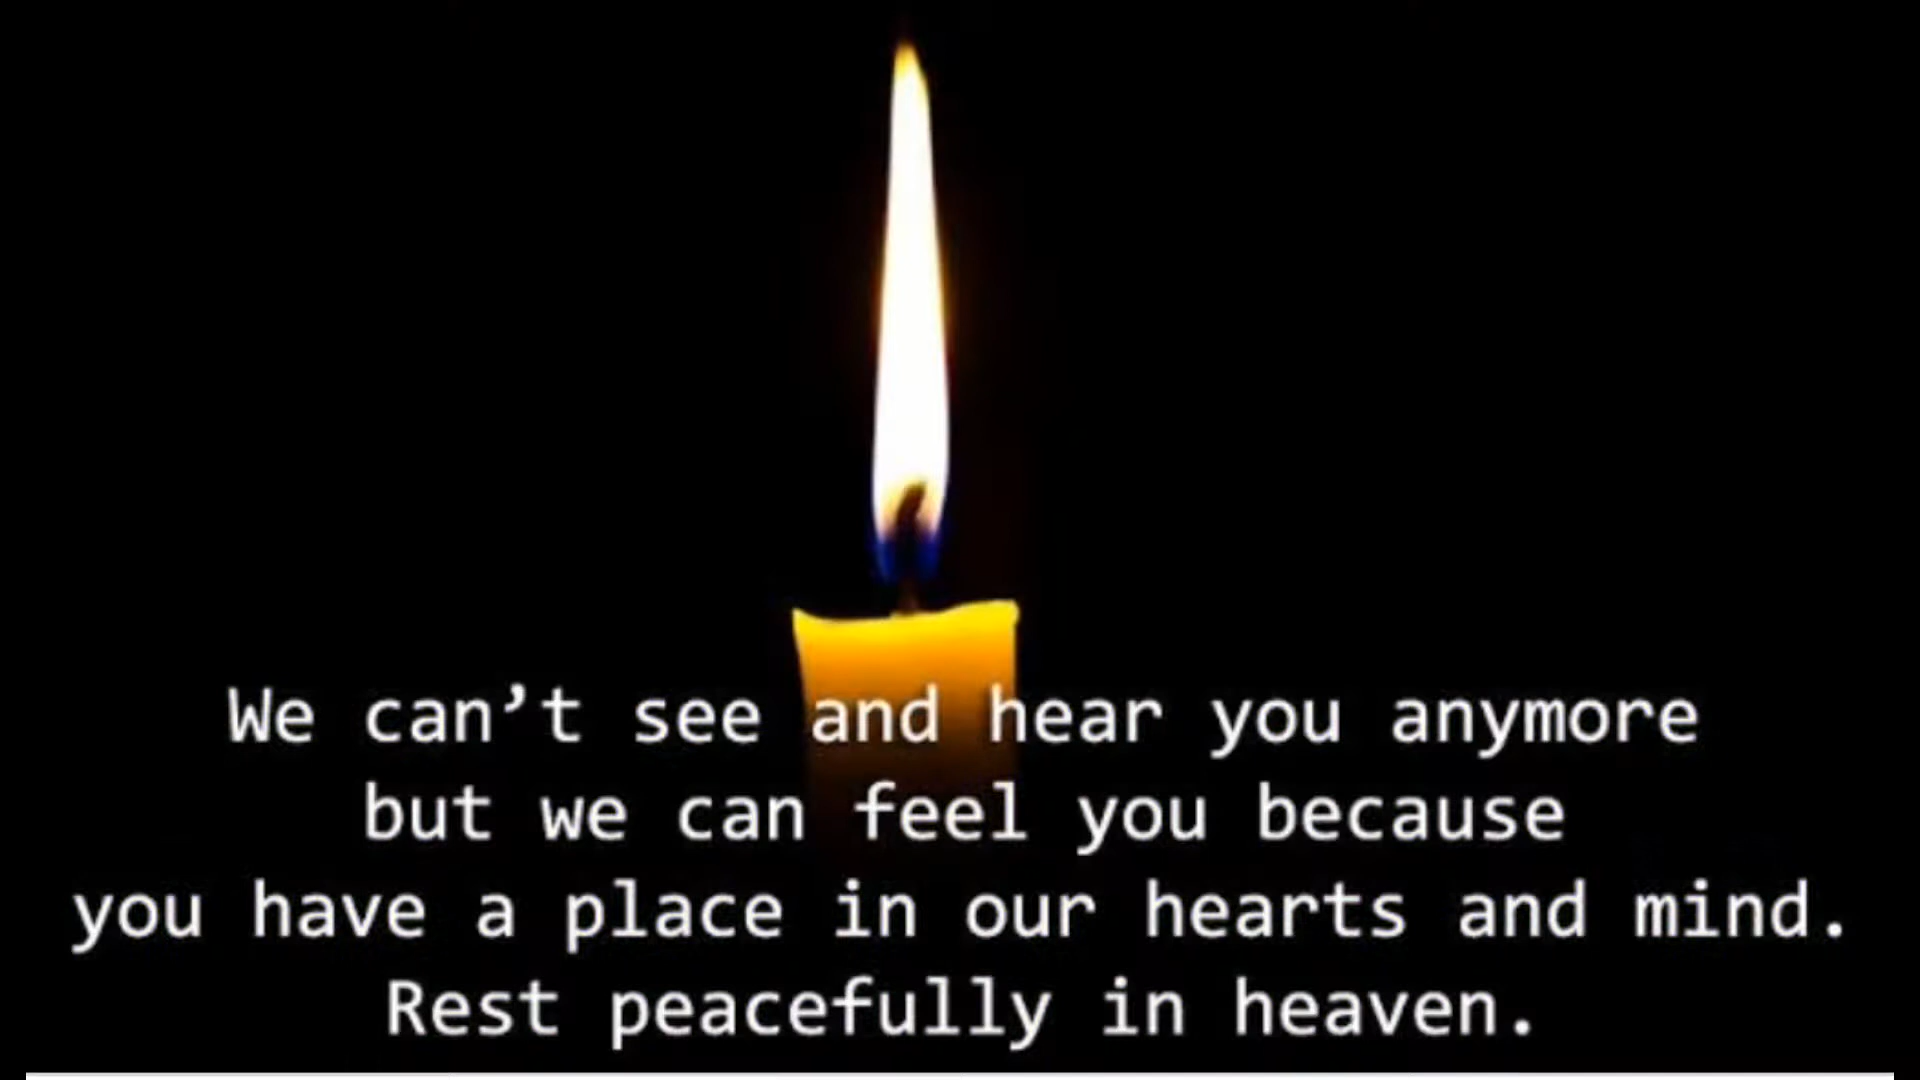 We can’t see and hear you anymore
but we can feel you because
you have a place in our hearts and mind.
Rest peacefully in heaven.